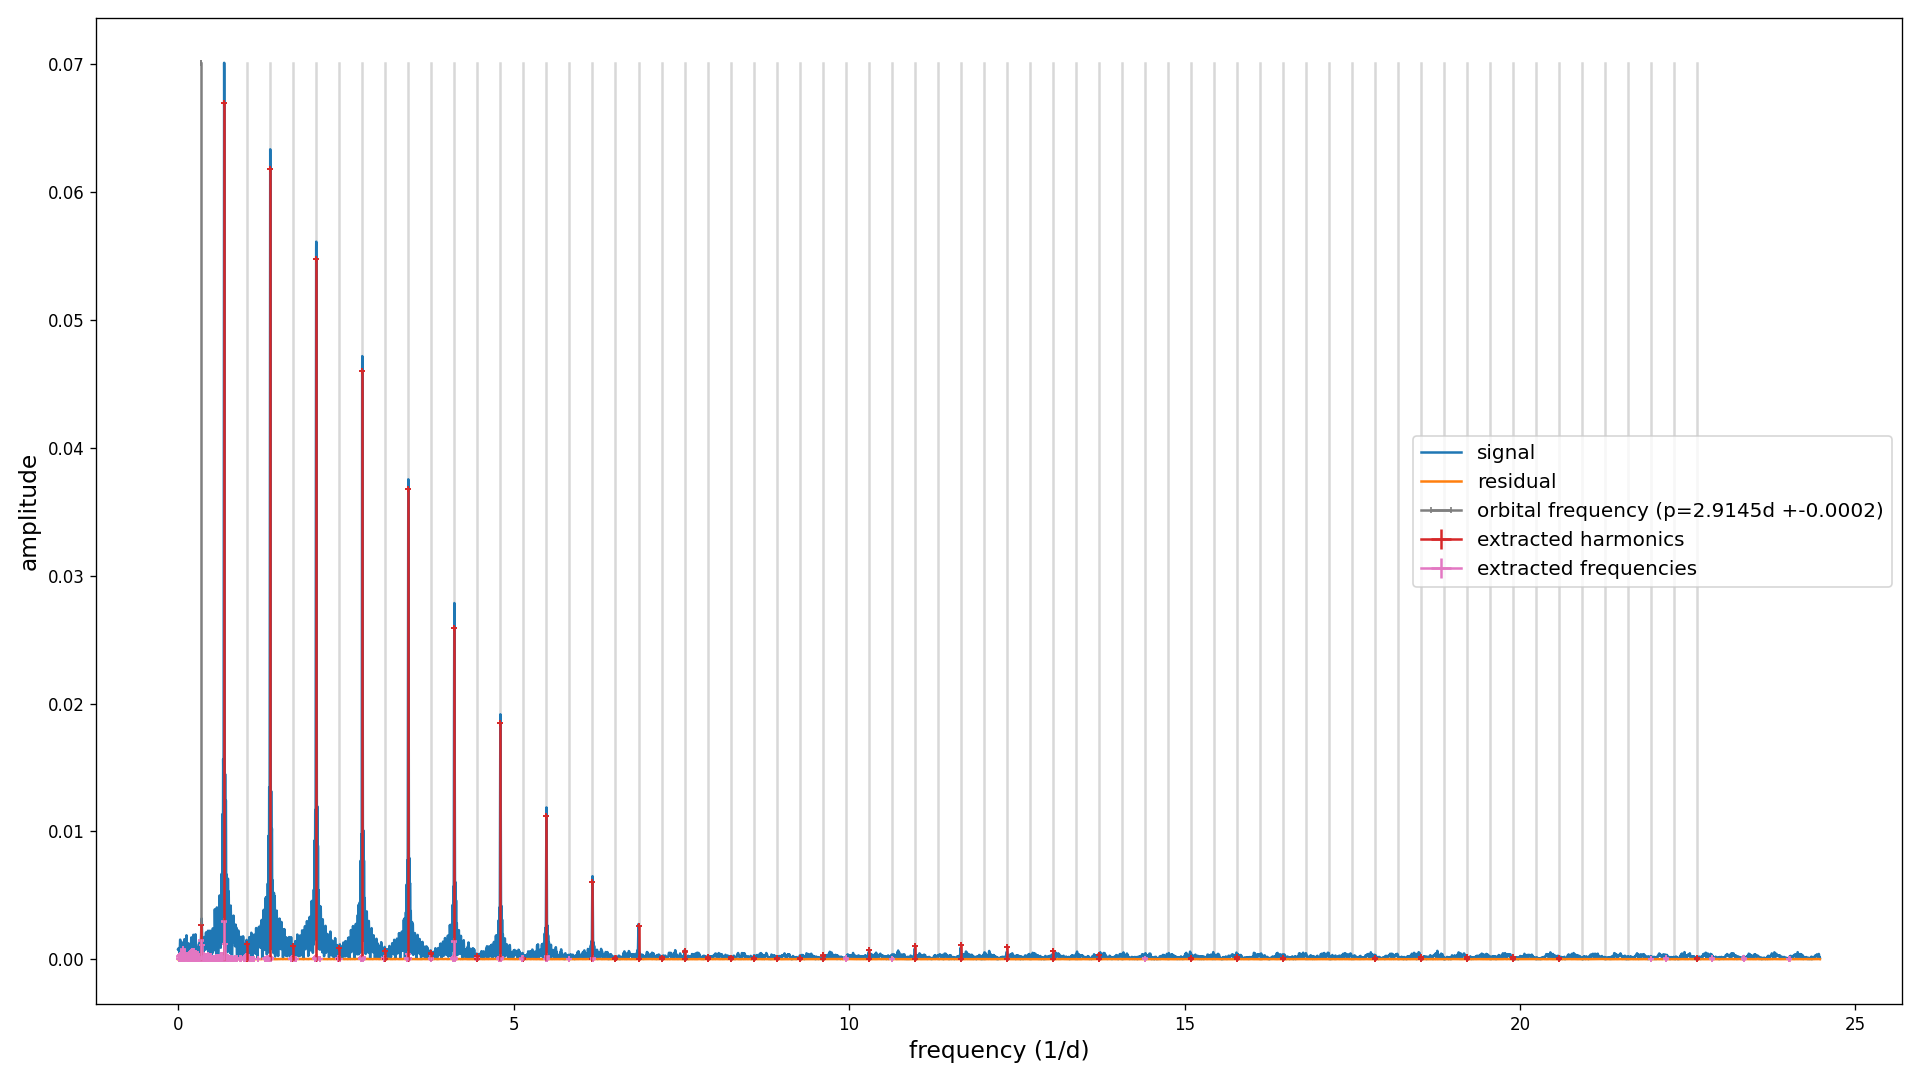 0.07
0.06
0.05
0.04
0.03
0.02
0.01
0.00
amplitude
0 5 10 15 20 25
frequency (1/d)
signal
residual
orbital frequency (p=2.9145d +-0.0002)
extracted harmonics
extracted frequencies